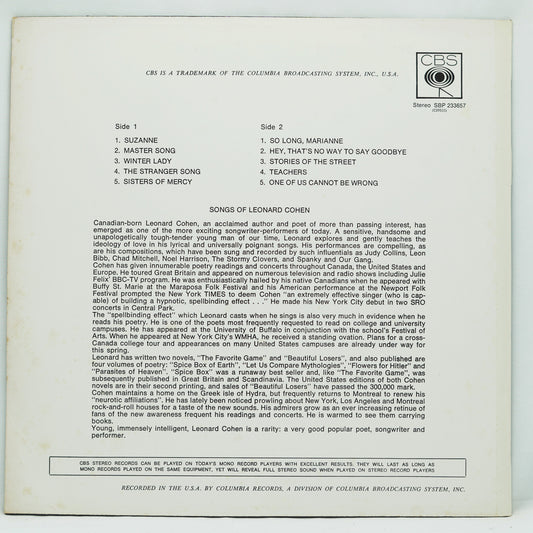 CBS
CBS IS A TRADEMARK OF THE COLUMBIA BROADCASTING SYSTEM, INC., U.S.A.
Stereo SBP 233657
Side 1
1. SUZANNE
2. MASTER SONG
3. WINTER LADY
4. THE STRANGER SONG
5. SISTERS OF MERCY
Side 2
1. SO LONG, MARIANNE
2. HEY, THAT'S NO WAY TO SAY GOODBYE
3. STORIES OF THE STREET
4. TEACHERS
5. ONE OF US CANNOT BE WRONG
SONGS OF LEONARD COHEN
Canadian-born Leonard Cohen, an acclaimed author and poet of more than passing interest, has
emerged as one of the more exciting songwriter-performers of today. A sensitive, handsome and
unapologetically tough-tender young man of our time, Leonard explores and gently teaches the
ideology of love in his lyrical and universally poignant songs. His performances are compelling, as
are his compositions, which have been sung and recorded by such influentials as Judy Collins, Leon
Bibb, Chad Mitchell, Noel Harrison, The Stormy Clovers, and Spanky and Our Gang.
Cohen has given innumerable poetry readings and concerts throughout Canada, the United States and
Europe. He toured Great Britain and appeared on numerous television and radio shows including Julie
Felix' BBC-TV program. He was enthusiastically hailed by his native Canadians when he appeared with
Buffy St. Marie at the Maraposa Folk Festival and his American performance at the Newport Folk
Festival prompted the New York TIMES to deem Cohen "an extremely effective singer (who is cap-
able) of building a hypnotic, spellbinding effect . . ." He made his New York City debut in two SRO
concerts in Central Park.
The "spellbinding effect" which Leonard casts when he sings is also very much in evidence when he
reads his poetry. He is one of the poets most frequently requested to read on college and university
campuses. He has appeared at the University of Buffalo in conjunction with the school's Festival of
Arts. When he appeared at New York City's WMHA, he received a standing ovation. Plans for a cross-
Canada college tour and appearances on many United States campuses are already under way for
this spring.
Leonard has written two novels, "The Favorite Game" and "Beautiful Losers", and also published are
four volumes of poetry: "Spice Box of Earth", "Let Us Compare Mythologies", "Flowers for Hitler" and
"Parasites of Heaven". "Spice Box" was a runaway best seller and, like "The Favorite Game", was
subsequently published in Great Britain and Scandinavia. The United States editions of both Cohen
novels are in their second printing, and sales of "Beautiful Losers" have passed the 300,000 mark.
Cohen maintains a home on the Greek isle of Hydra, but frequently returns to Montreal to renew his
"neurotic affiliations". He has lately been noticed prowling about New York, Los Angeles and Montreal
rock-and-roll houses for a taste of the new sounds. His admirers grow as an ever increasing retinue of
fans of the new awareness frequent his readings and concerts. He is warmed to see them carrying
books.
Young, immensely intelligent, Leonard Cohen is a rarity: a very good popular poet, songwriter and
performer.
CBS STEREO RECORDS CAN BE PLAYED ON TODAY'S MONO RECORD PLAYERS WITH EXCELLENT RESULTS. THEY WILL LAST AS LONG AS
MONO RECORDS PLAYED ON THE SAME EQUIPMENT, YET WILL REVEAL FULL STEREO SOUND WHEN PLAYED ON STEREO RECORD PLAYERS
RECORDED IN THE U.S.A. BY COLUMBIA RECORDS, A DIVISION OF COLUMBIA BROADCASTING SYSTEM, INC.